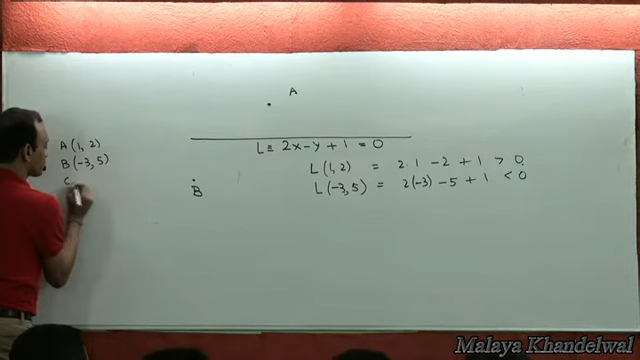 A
A(1, 2)
L ≡ 2x - y + 1 = 0
B(-3, 5)
L(1, 2) = 2.1 - 2 + 1 > 0
C
B
L(-3, 5) = 2(-3) - 5 + 1 < 0
Malaya Khandelwal